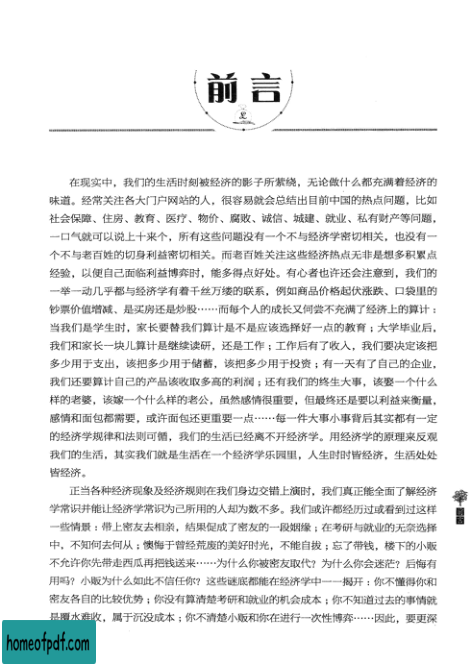 前言
在现实中，我们的生活时刻被经济的影子所萦绕，无论做什么都充满着经济的
味道。经常关注各大门户网站的人，很容易就会总结出目前中国的热点问题，比如
社会保障、住房、教育、医疗、物价、腐败、诚信、城建、就业、私有财产等问题，
一口气就可以说上十来个，所有这些问题没有一个不与经济学密切相关，也没有一
个不与老百姓的切身利益密切相关。而老百姓关注这些经济热点无非是想多积累点
经验，以便自己面临利益博弈时，能多得点好处。有心者也许还会注意到，我们的
一举一动几乎都与经济学有着千丝万缕的联系，例如商品价格起伏涨跌、口袋里的
钞票价值增减、是买房还是炒股……而每个人的成长又何尝不充满了经济上的算计：
当我们是学生时，家长要替我们算计是不是应该选择好一点的教育；大学毕业后，
我们和家长一块儿算计是继续读研，还是工作；工作后有了收入，我们要决定该把
多少用于支出，该把多少用于储蓄，该把多少用于投资；有一天有了自己的企业，
我们还要算计自己的产品该收取多高的利润；还有我们的终生大事，该娶一个什么
样的老婆，该嫁一个什么样的老公，虽然感情很重要，但最终还是要以利益来衡量，
感情和面包都需要，或许面包还更重要一点……每一件大事小事背后其实都有一定
的经济学规律和法则可循，我们的生活已经离不开经济学。用经济学的原理来反观
我们的生活，其实我们就是生活在一个经济学乐园里，人生时时皆经济，生活处处
皆经济。
正当各种经济现象及经济规则在我们身边交错上演时，我们真正能全面了解经济
学常识并能让经济学常识为己所用的人却为数不多。我们或许都经历过或看到过这样
一些情景：带上密友去相亲，结果促成了密友的一段姻缘；在考研与就业的无奈选择
中，不知何去何从；懊悔于曾经荒废的美好时光，不能自拔；忘了带钱，楼下的小贩
不允许你先带走西瓜再把钱送来……为什么你被密友取代？为什么你会迷茫？后悔有
用吗？小贩为什么如此不信任你？这些谜底都能在经济学中一一揭开：你不懂得你和
密友各自的比较优势；你没有算清楚考研和就业的机会成本；你不知道过去的事情就
是覆水难收，属于沉没成本；你不清楚小贩和你在进行一次性博弈……因此，要更深
前言
homeofpdf.com